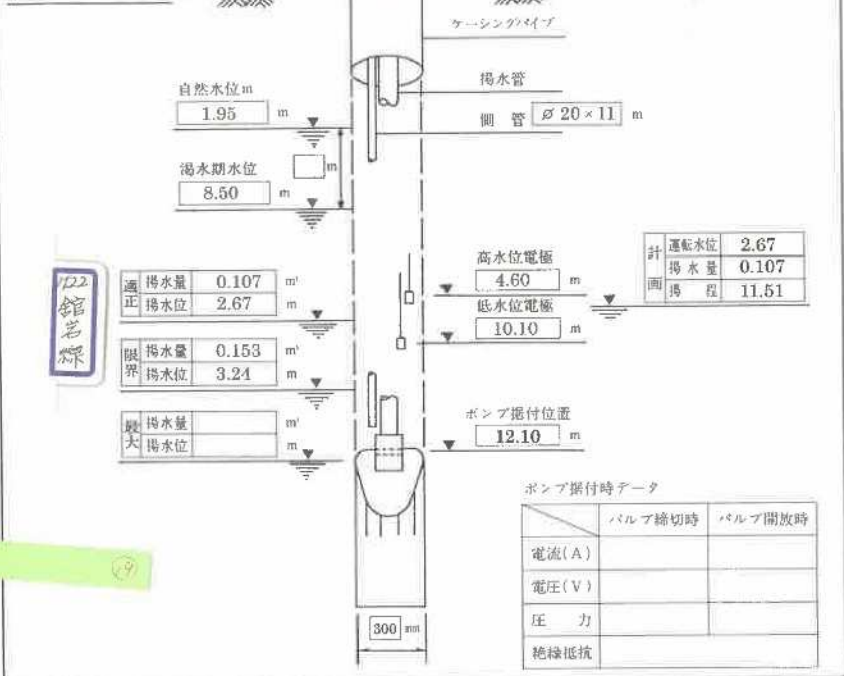 ケーシングパイプ
揚水管
側管 ø 20×11 m
自然水位m
1.95 m
m
渇水期水位
8.50 m
計画
運転水位 2.67
揚水量 0.107
揚程 11.51
高水位電極
4.60 m
低水位電極
10.10 m
適正
揚水量 0.107 m³
揚水位 2.67 m
限界
揚水量 0.153 m³
揚水位 3.24 m
最大
揚水量 m³
揚水位 m
ポンプ据付位置
12.10 m
ポンプ据付時データ
バルブ締切時 バルブ開放時
電流(A)
電圧(V)
圧力
絶縁抵抗
300 mm
舘岩